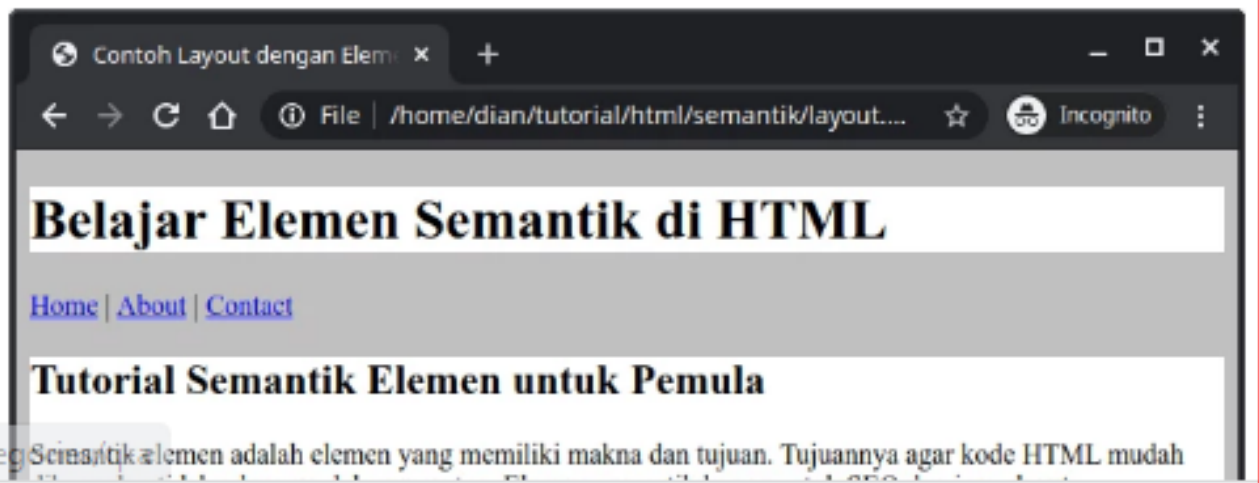 Contoh Layout dengan Elem
File | /home/dian/tutorial/html/semantik/layout....
Incognito
Belajar Elemen Semantik di HTML
Home | About | Contact
Tutorial Semantik Elemen untuk Pemula
Semantik elemen adalah elemen yang memiliki makna dan tujuan. Tujuannya agar kode HTML mudah